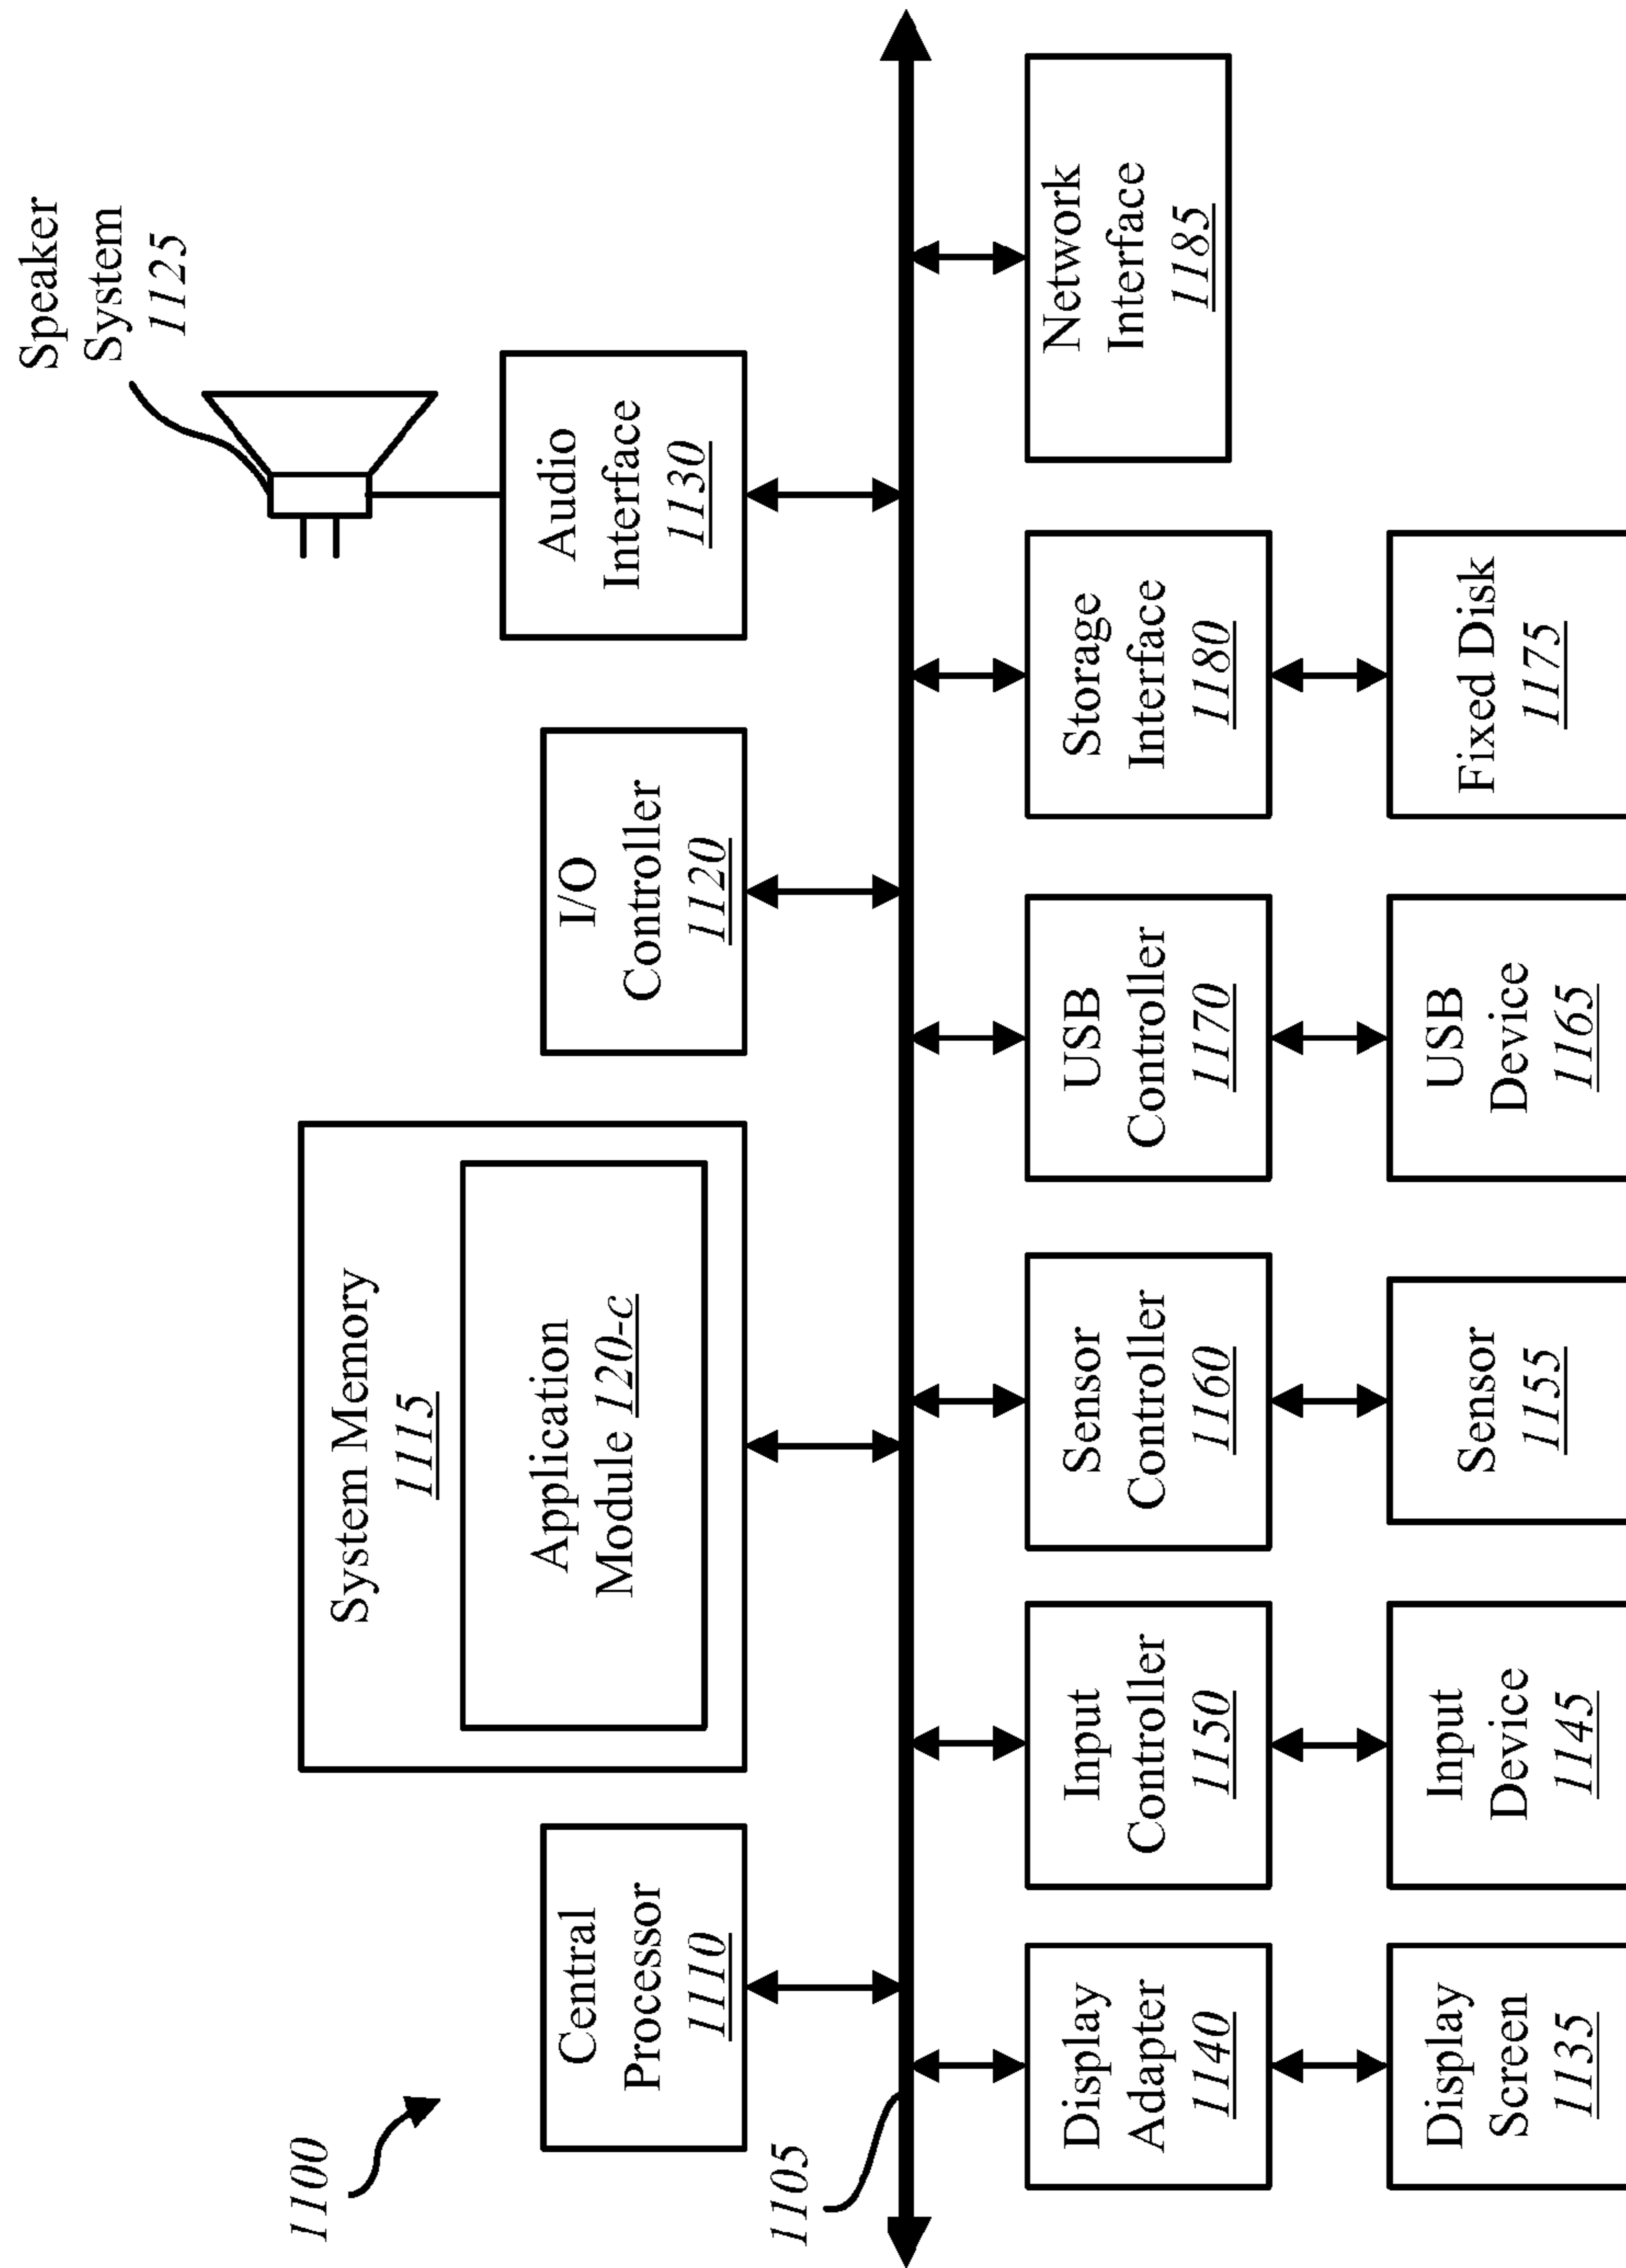 1100
Speaker
System
1125
System Memory
1115
Application
Module 120-c
Central
Processor
1110
I/O
Controller
1120
Audio
Interface
1130
1105
Display
Adapter
1140
Input
Controller
1150
Sensor
Controller
1160
USB
Controller
1170
Storage
Interface
1180
Network
Interface
1185
Display
Screen
1135
Input
Device
1145
Sensor
1155
USB
Device
1165
Fixed Disk
1175